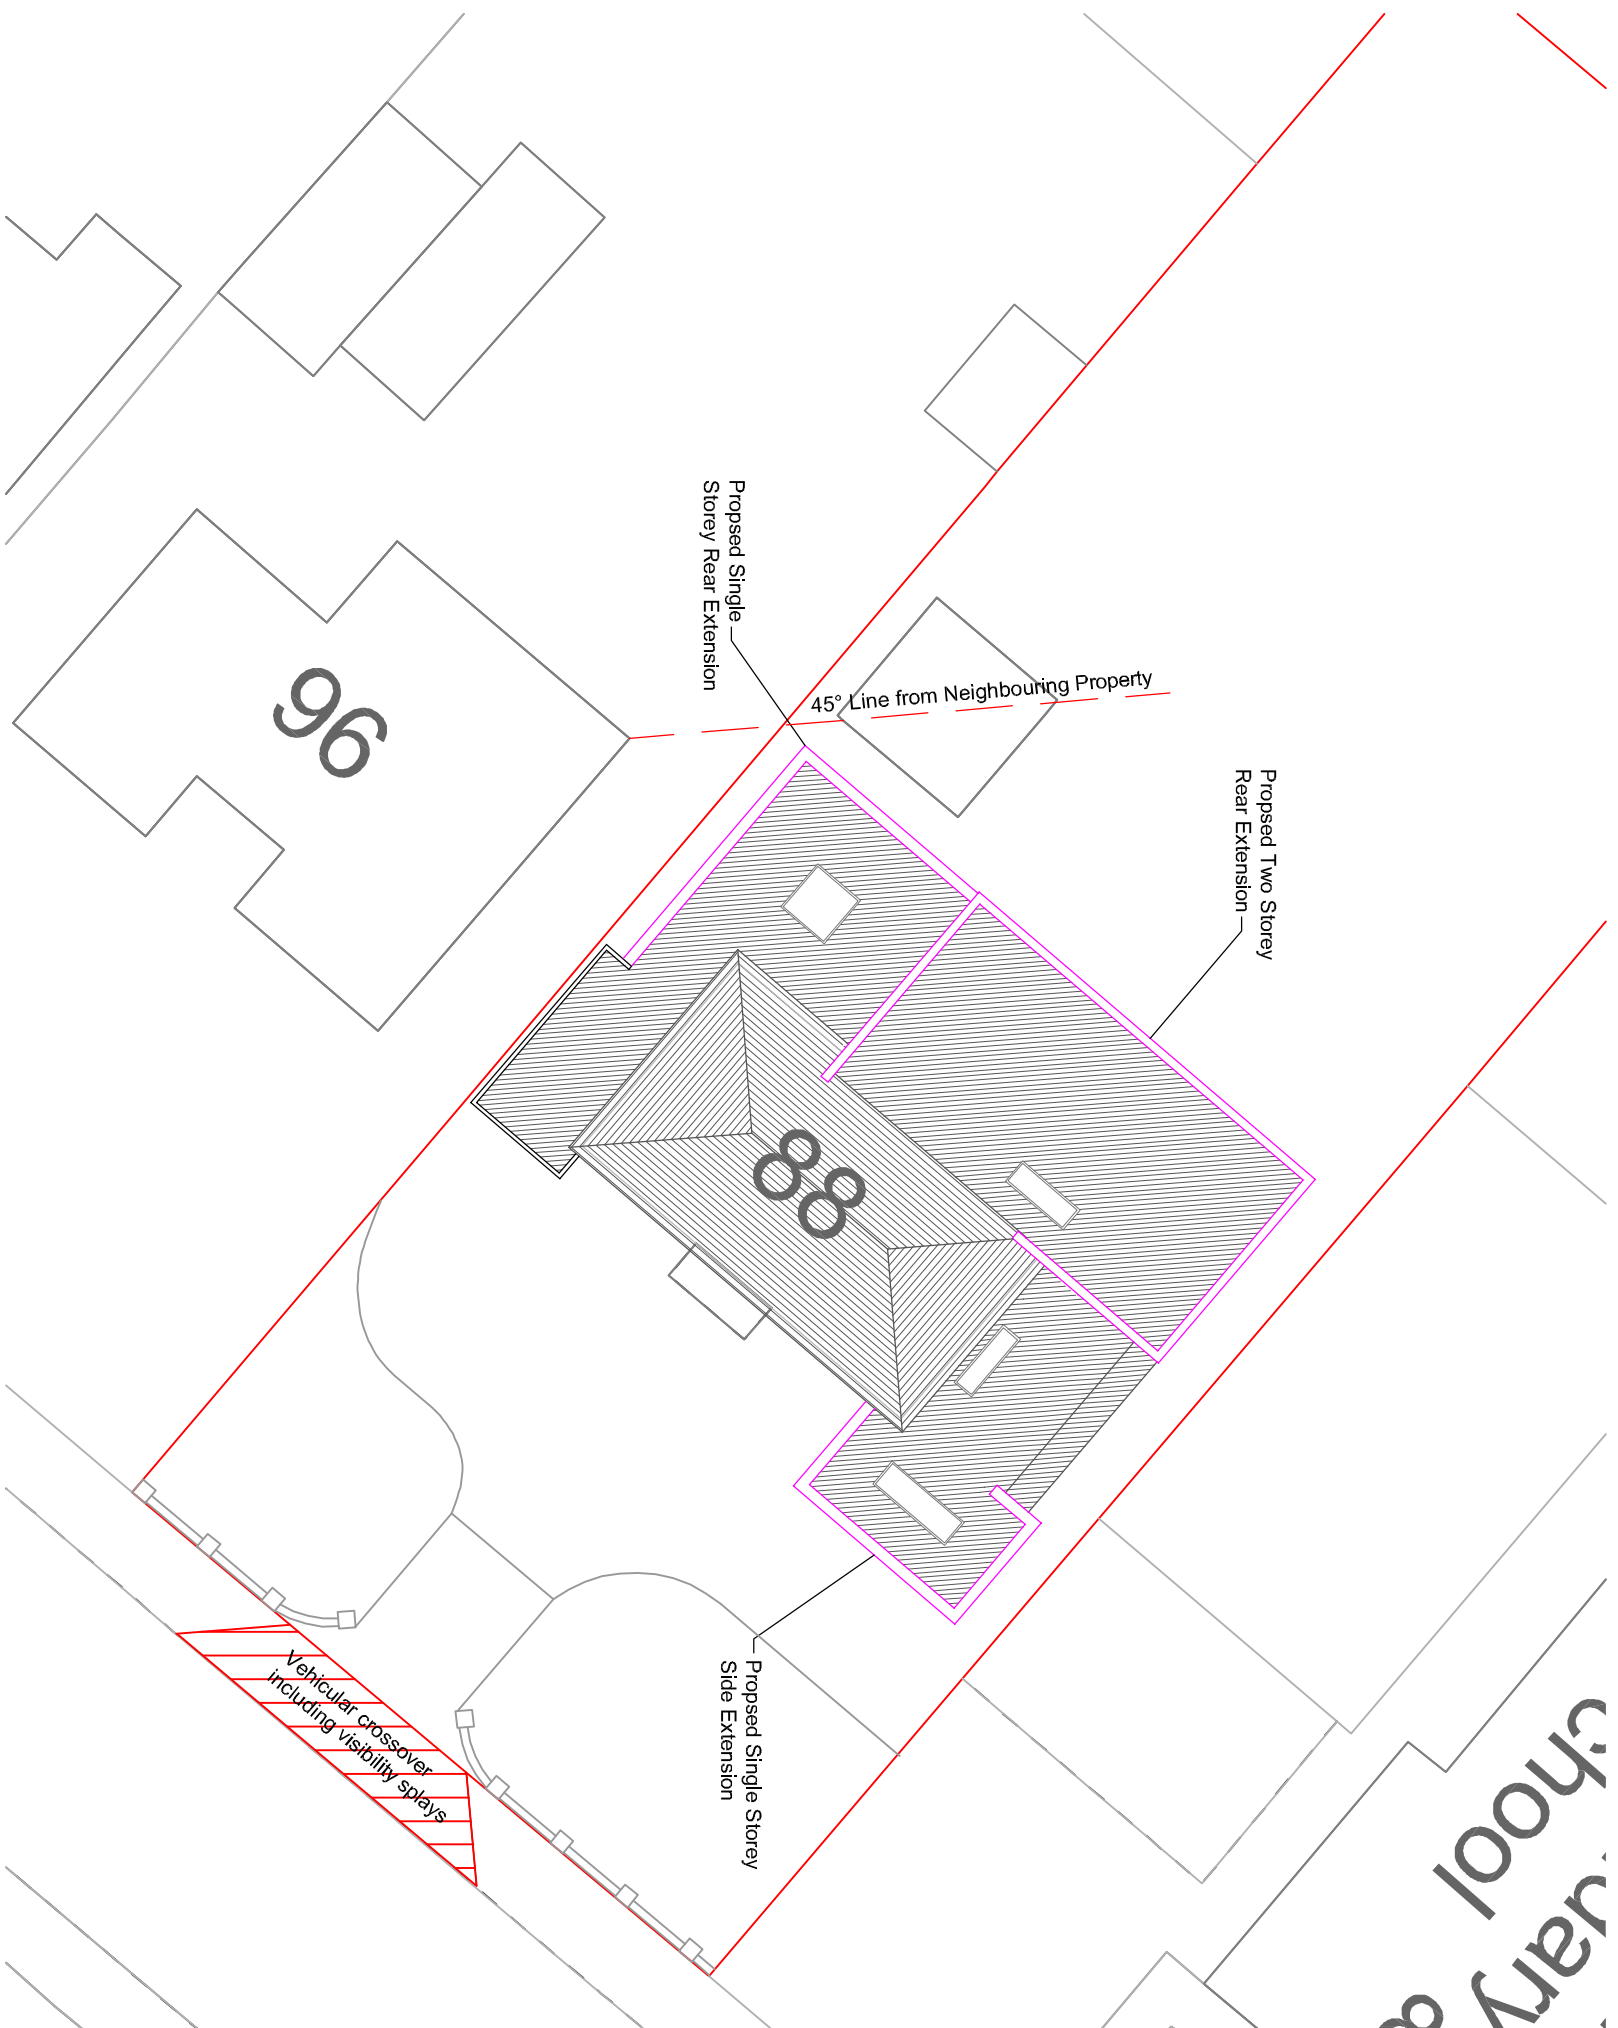 Propsed Single
Storey Rear Extension
45° Line from Neighbouring Property
Propsed Two Storey
Rear Extension
96
88
Propsed Single Storey
Side Extension
Vehicular crossover
including visibility splays
chool
dary &